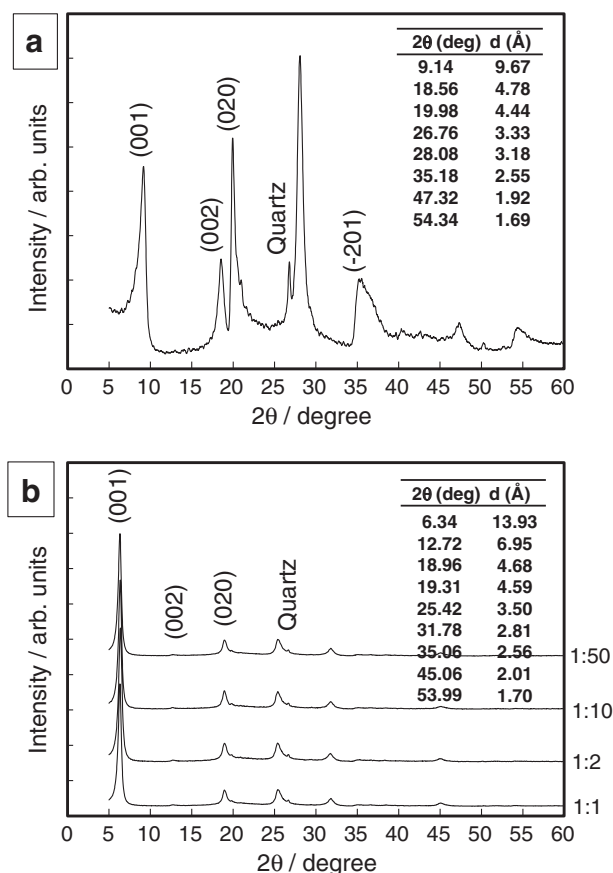 a
2θ (deg) d (Å)
9.14 9.67
18.56 4.78
19.98 4.44
26.76 3.33
28.08 3.18
35.18 2.55
47.32 1.92
54.34 1.69
(001)
(002)
(020)
Quartz
(-201)
Intensity / arb. units
0 5 10 15 20 25 30 35 40 45 50 55 60
2θ / degree
b
2θ (deg) d (Å)
6.34 13.93
12.72 6.95
18.96 4.68
19.31 4.59
25.42 3.50
31.78 2.81
35.06 2.56
45.06 2.01
53.99 1.70
(001)
(002)
(020)
Quartz
1:50
1:10
1:2
1:1
Intensity / arb. units
0 5 10 15 20 25 30 35 40 45 50 55 60
2θ / degree